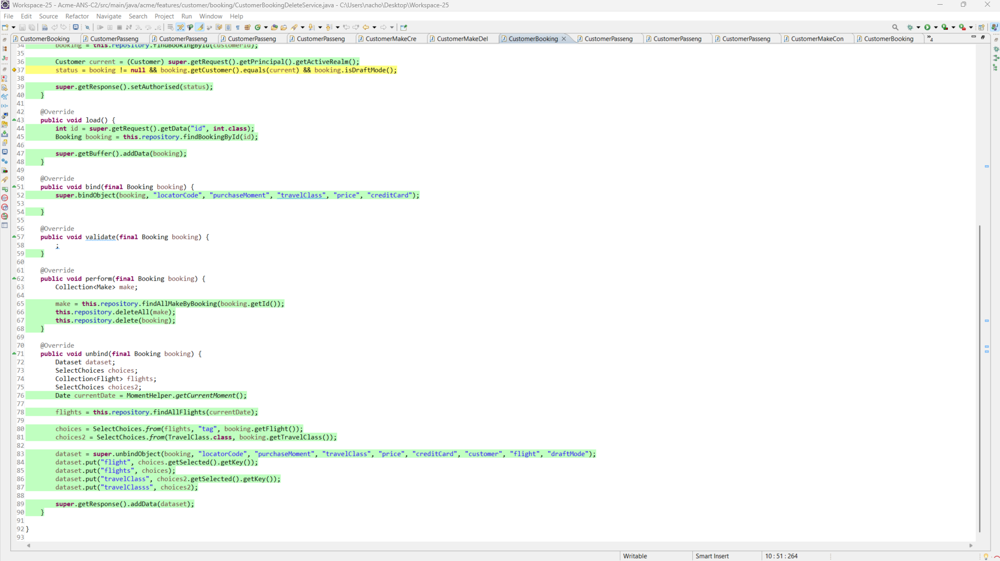 Workspace-25 - Acme-ANS-C2/src/main/java/acme/features/customer/booking/CustomerBookingDeleteService.java - C:\Users\nacho\Desktop\Workspace-25
File Edit Source Refactor Navigate Search Project Run Window Help
CustomerBooking CustomerPasseng CustomerPasseng CustomerPasseng CustomerPasseng CustomerMakeCre CustomerMakeDel CustomerBooking CustomerPasseng CustomerPasseng CustomerPasseng CustomerMakeCon CustomerBooking »4
34 booking = this.repository.findBookingById(customerId);
35
36 Customer current = (Customer) super.getRequest().getPrincipal().getActiveRealm();
37 status = booking != null && booking.getCustomer().equals(current) && booking.isDraftMode();
38
39 super.getResponse().setAuthorised(status);
40 }
41
42 @Override
43 public void load() {
44 int id = super.getRequest().getData("id", int.class);
45 Booking booking = this.repository.findBookingById(id);
46
47 super.getBuffer().addData(booking);
48 }
49
50 @Override
51 public void bind(final Booking booking) {
52 super.bindObject(booking, "locatorCode", "purchaseMoment", "travelClass", "price", "creditCard");
53
54 }
55
56 @Override
57 public void validate(final Booking booking) {
58 ;
59 }
60
61 @Override
62 public void perform(final Booking booking) {
63 Collection<Make> make;
64
65 make = this.repository.findAllMakeByBooking(booking.getId());
66 this.repository.deleteAll(make);
67 this.repository.delete(booking);
68 }
69
70 @Override
71 public void unbind(final Booking booking) {
72 Dataset dataset;
73 SelectChoices choices;
74 Collection<Flight> flights;
75 SelectChoices choices2;
76 Date currentDate = MomentHelper.getCurrentMoment();
77
78 flights = this.repository.findAllFlights(currentDate);
79
80 choices = SelectChoices.from(flights, "tag", booking.getFlight());
81 choices2 = SelectChoices.from(TravelClass.class, booking.getTravelClass());
82
83 dataset = super.unbindObject(booking, "locatorCode", "purchaseMoment", "travelClass", "price", "creditCard", "customer", "flight", "draftMode");
84 dataset.put("flight", choices.getSelected().getKey());
85 dataset.put("flights", choices);
86 dataset.put("travelClass", choices2.getSelected().getKey());
87 dataset.put("travelClasss", choices2);
88
89 super.getResponse().addData(dataset);
90 }
91
92 }
93
Writable Smart Insert 10 : 51 : 264